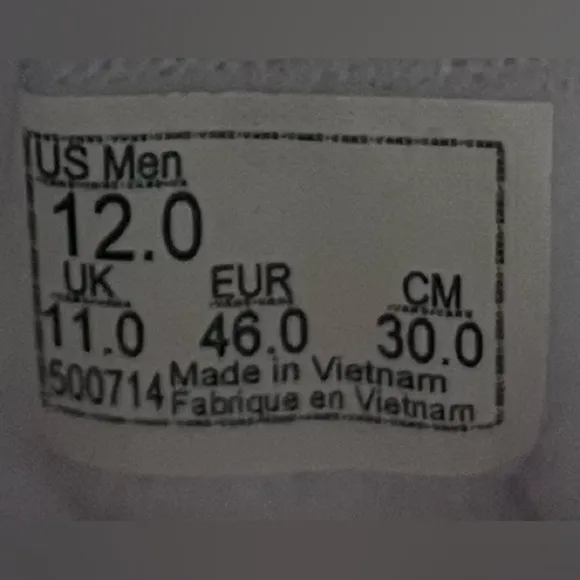 US Men
12.0
UK EUR CM
11.0 46.0 30.0
500714 Made in Vietnam
Fabrique en Vietnam